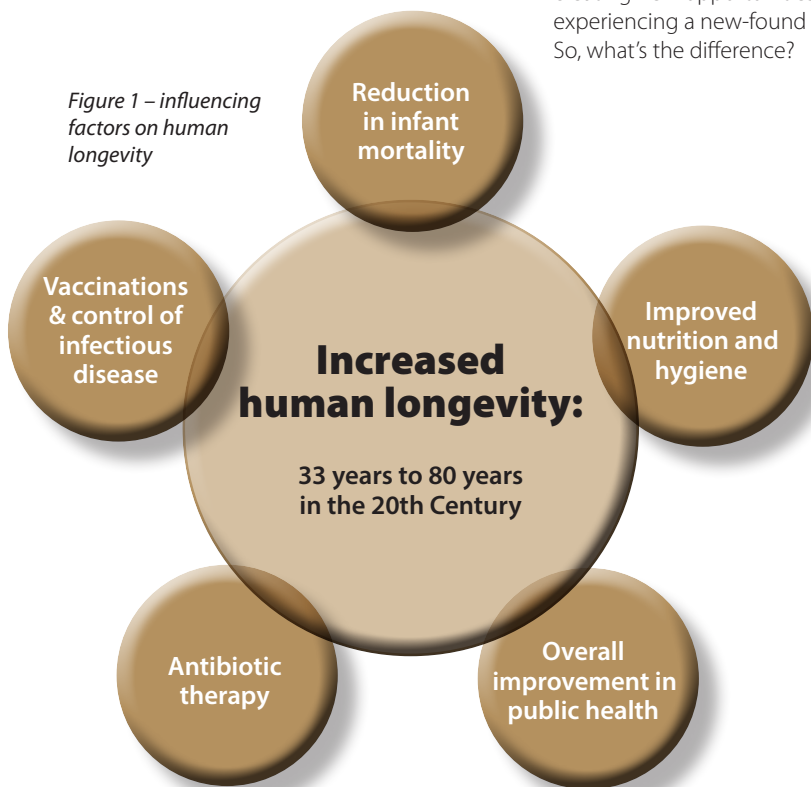 experiencing a new-found
So, what's the difference?
Figure 1 – influencing
factors on human
longevity
Reduction
in infant
mortality
Vaccinations
& control of
infectious
disease
Improved
nutrition and
hygiene
Increased
human longevity:
33 years to 80 years
in the 20th Century
Antibiotic
therapy
Overall
improvement in
public health